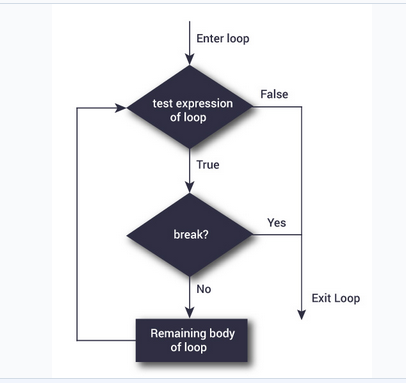 Enter loop
test expression
of loop
False
True
break?
Yes
No
Exit Loop
Remaining body
of loop